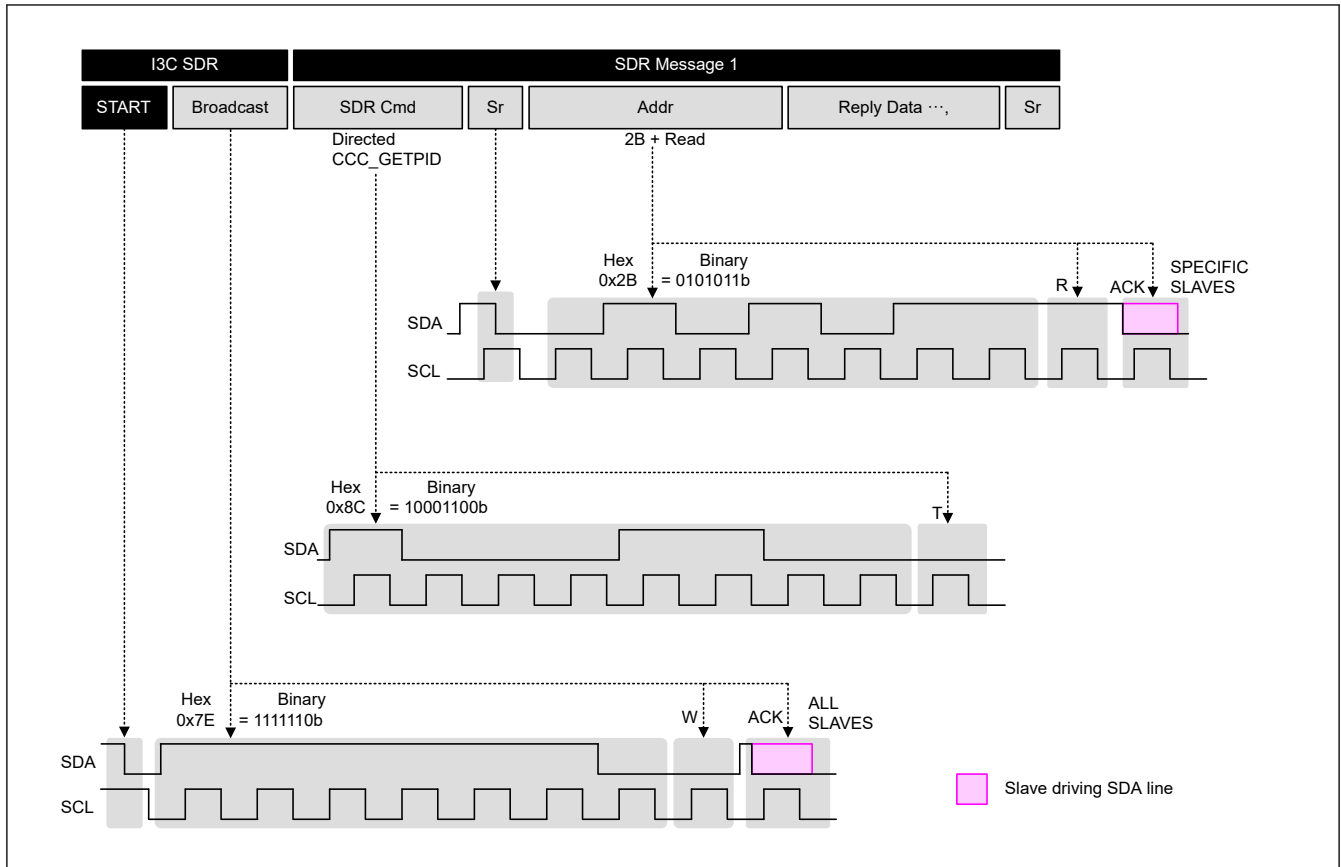 I3C SDR
SDR Message 1
START
Broadcast
SDR Cmd
Sr
Addr
Reply Data ···,
Sr
Directed
CCC_GETPID
2B + Read
Hex
0x2B
Binary
= 0101011b
R
ACK
SPECIFIC
SLAVES
SDA
SCL
Hex
0x8C
Binary
= 10001100b
T
SDA
SCL
Hex
0x7E
Binary
= 1111110b
W
ACK
ALL
SLAVES
SDA
SCL
Slave driving SDA line